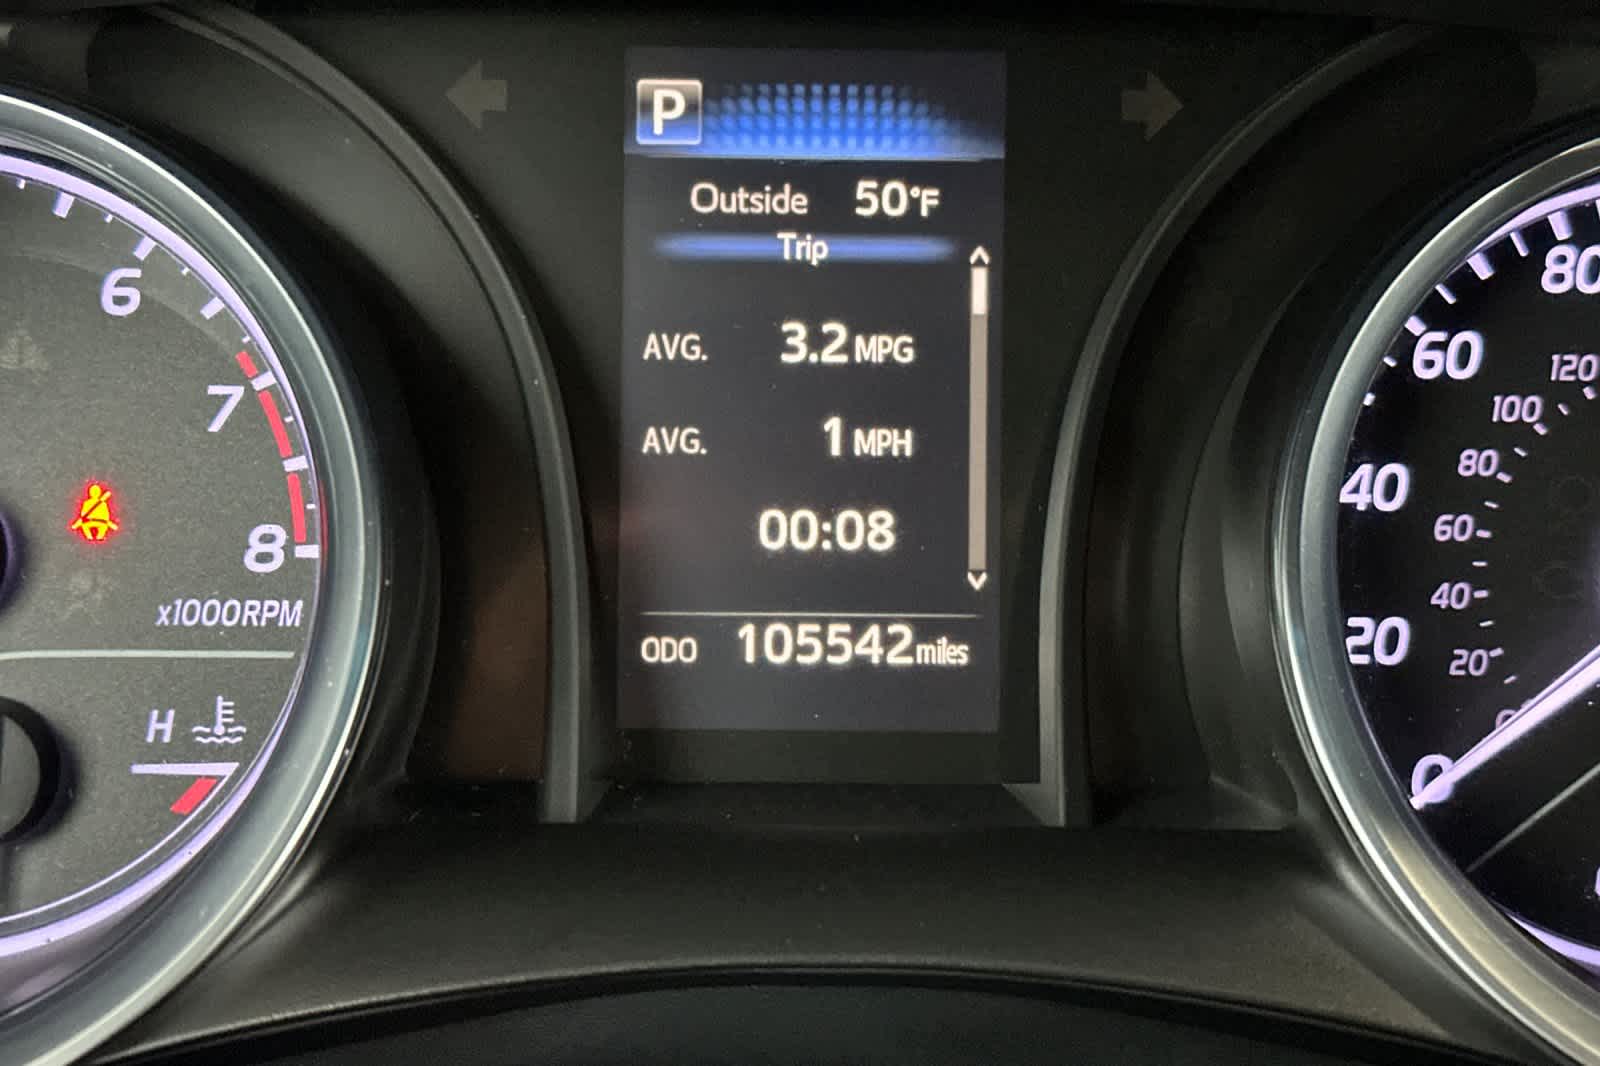 P
Outside 50°F
Trip
AVG. 3.2 MPG
AVG. 1 MPH
00:08
ODO 105542 miles
6
7
8
x1000RPM
H
80
60
40
20
0
120
100
80
60
40
20